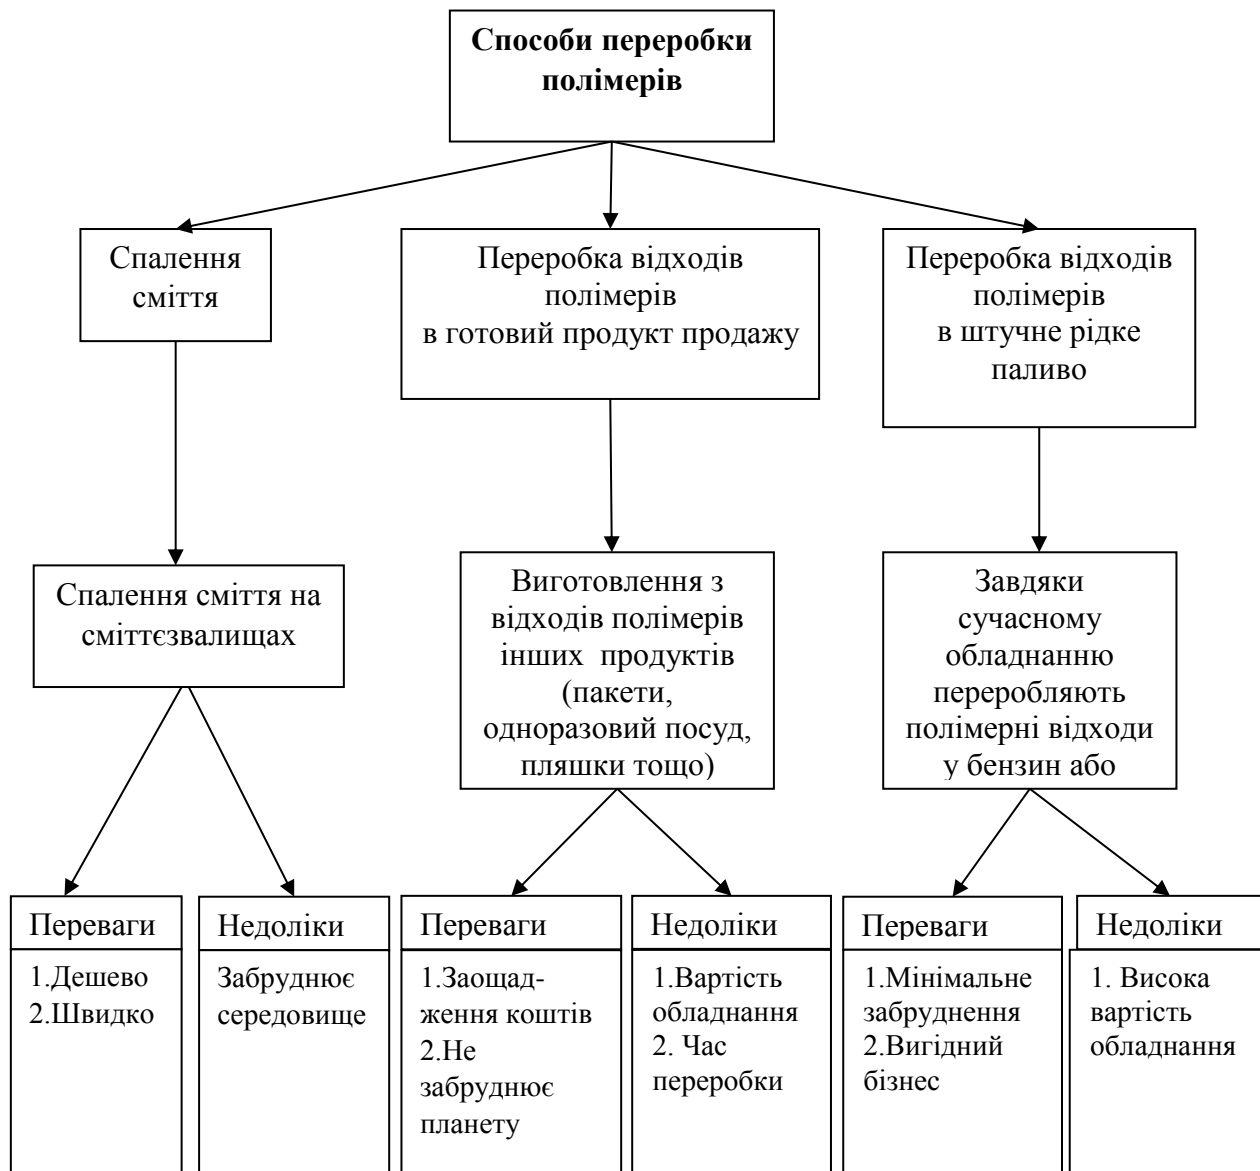 Способи переробки
полімерів
Спалення
сміття
Переробка відходів
полімерів
в готовий продукт продажу
Переробка відходів
полімерів
в штучне рідке
паливо
Спалення сміття на
сміттєзвалищах
Виготовлення з
відходів полімерів
інших продуктів
(пакети,
одноразовий посуд,
пляшки тощо)
Завдяки
сучасному
обладнанню
переробляють
полімерні відходи
у бензин або
Переваги
1.Дешево
2.Швидко
Недоліки
Забруднює
середовище
Переваги
1.Заощад-
ження коштів
2.Не
забруднює
планету
Недоліки
1.Вартість
обладнання
2. Час
переробки
Переваги
1.Мінімальне
забруднення
2.Вигідний
бізнес
Недоліки
1. Висока
вартість
обладнання